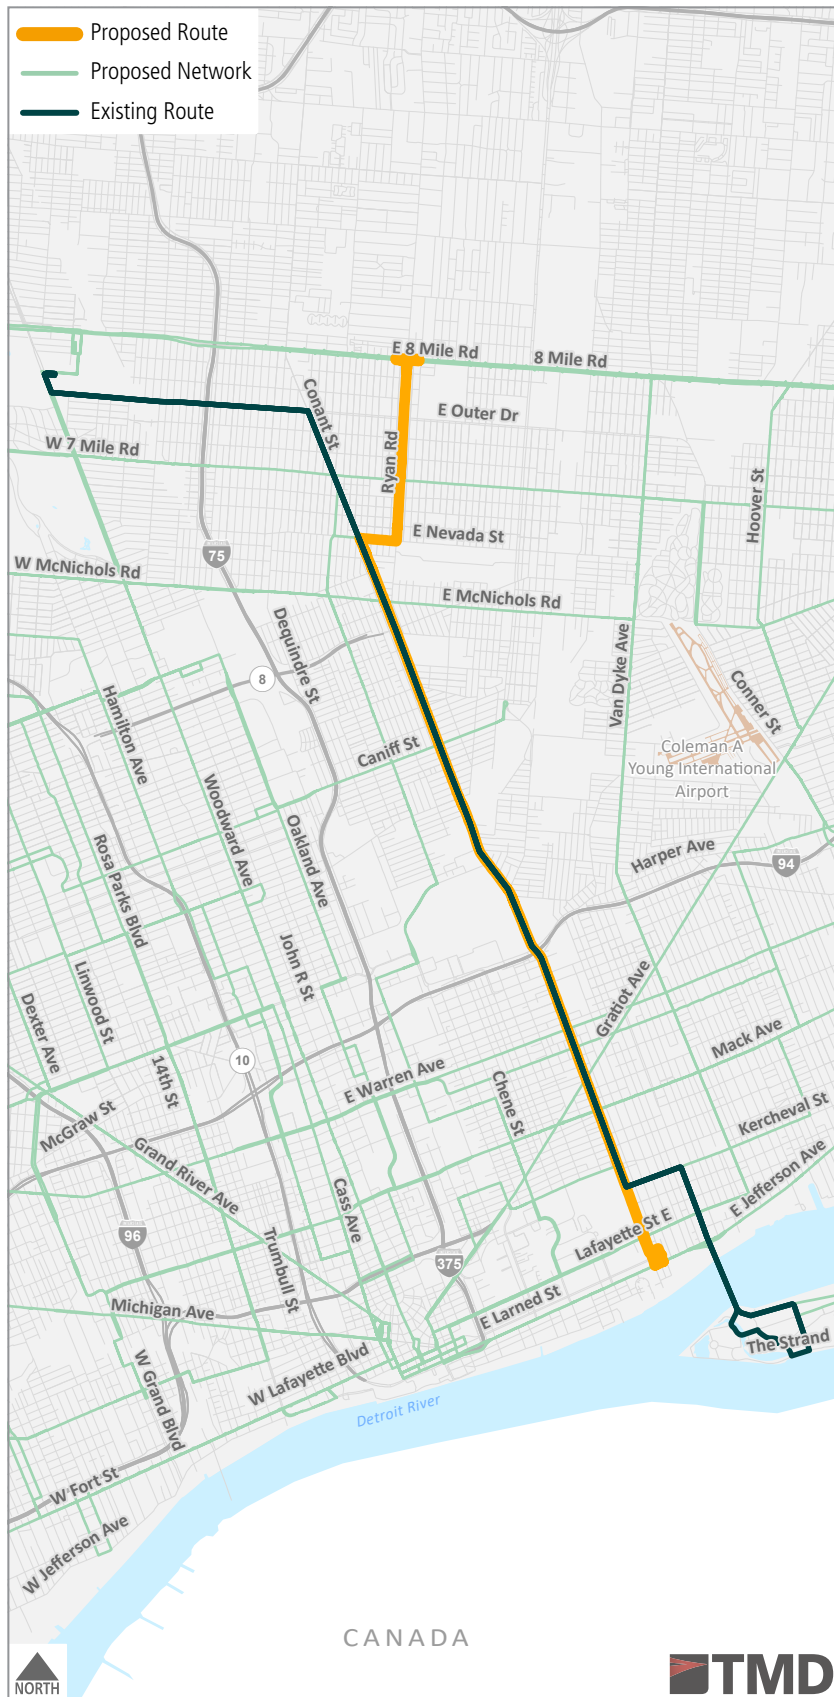 Proposed Route
Proposed Network
Existing Route
E 8 Mile Rd
8 Mile Rd
Conant St
E Outer Dr
W 7 Mile Rd
Ryan Rd
Hoover St
E Nevada St
75
W McNichols Rd
E McNichols Rd
Dequindre St
Van Dyke Ave
8
Conner St
Hamilton Ave
Caniff St
Coleman A
Young International
Airport
Woodward Ave
Oakland Ave
Rosa Parks Blvd
Harper Ave
94
John R St
Linwood St
Dexter Ave
Gratiot Ave
Mack Ave
10
14th St
E Warren Ave
Chene St
McGraw St
Kercheval St
Grand River Ave
E Jefferson Ave
Cass Ave
Lafayette St E
96
Trumbull St
375
Michigan Ave
E Larned St
The Strand
W Grand Blvd
W Lafayette Blvd
Detroit River
W Fort St
W Jefferson Ave
CANADA
NORTH
TMD